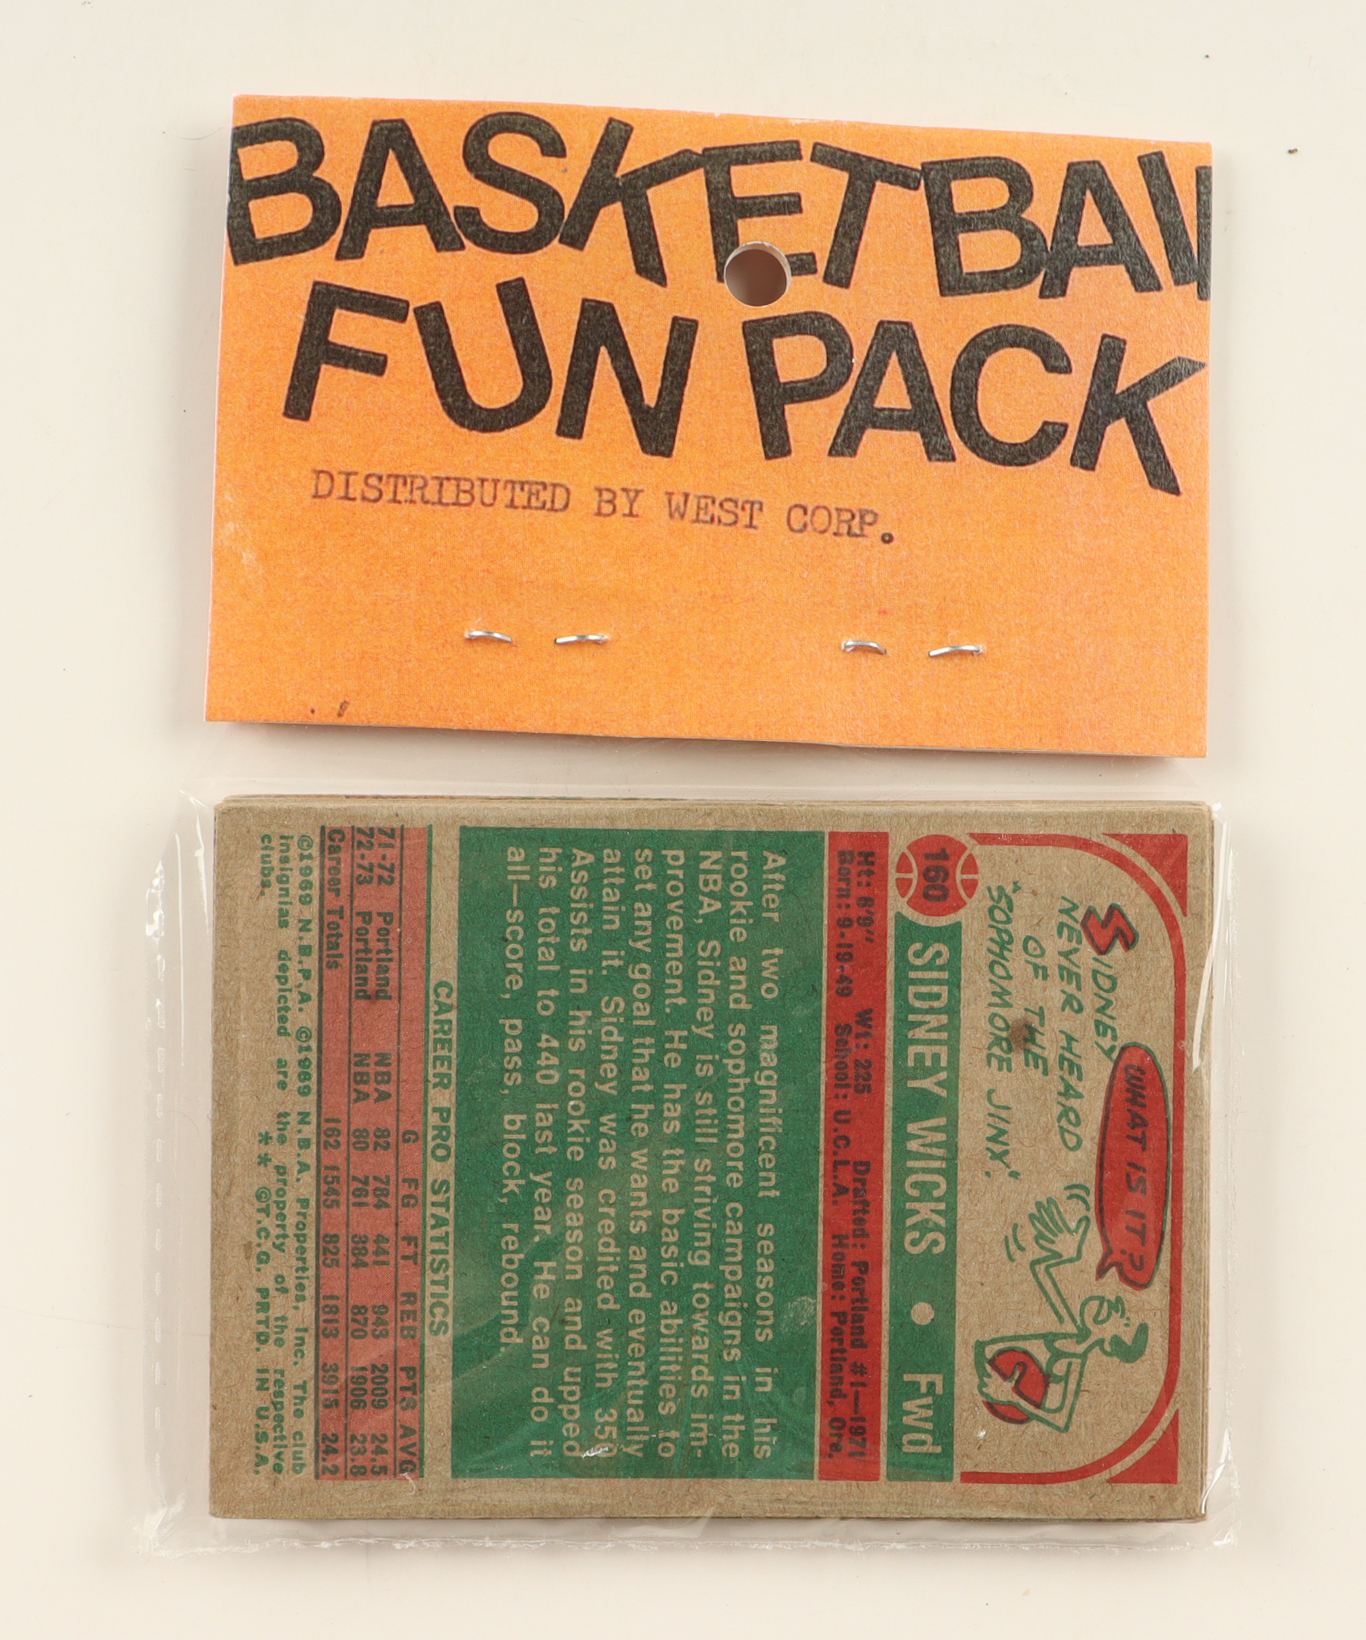 BASKETBAL
FUN PACK
DISTRIBUTED BY WEST CORP.
WHAT IS IT?
SIDNEY
NEVER HEARD
OF THE
"SOPHOMORE JINX".
160 SIDNEY WICKS • Fwd
Ht: 6'9" Wt: 225 Drafted: Portland #1—1971
Born: 9-19-49 School: U.C.L.A. Home: Portland, Ore.
After two magnificent seasons in his
rookie and sophomore campaigns in the
NBA, Sidney is still striving towards im-
provement. He has the basic abilities to
set any goal that he wants and eventually
attain it. Sidney was credited with 350
Assists in his rookie season and upped
his total to 440 last year. He can do it
all—score, pass, block, rebound
CAREER PRO STATISTICS
G FG FT REB PTS AVG
71-72 Portland NBA 82 784 441 943 2009 24.5
72-73 Portland NBA 80 761 384 870 1906 23.8
Career Totals 162 1545 825 1813 3915 24.2
©1969 N.B.P.A. ©1969 N.B.A. Properties, Inc. The club
insignias depicted are the property of the respective
clubs. ** ©T.C.G. PRTD. IN U.S.A.